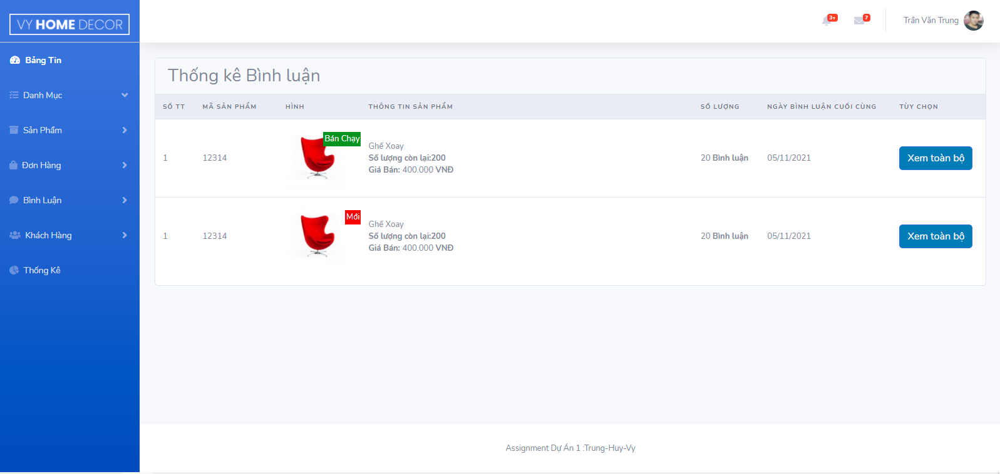 VY HOME DECOR
3+
7
Trần Văn Trung
Bảng Tin
Danh Mục
Sản Phẩm
Đơn Hàng
Bình Luận
Khách Hàng
Thống Kê
Thống kê Bình luận
SỐ TT MÃ SẢN PHẨM HÌNH THÔNG TIN SẢN PHẨM SỐ LƯỢNG NGÀY BÌNH LUẬN CUỐI CÙNG TÙY CHỌN
Bán Chạy
Ghế Xoay
1 12314 Số lượng còn lại:200 20 Bình luận 05/11/2021 Xem toàn bộ
Giá Bán: 400.000 VNĐ
Mới
Ghế Xoay
1 12314 Số lượng còn lại:200 20 Bình luận 05/11/2021 Xem toàn bộ
Giá Bán: 400.000 VNĐ
Assignment Dự Án 1 :Trung-Huy-Vy